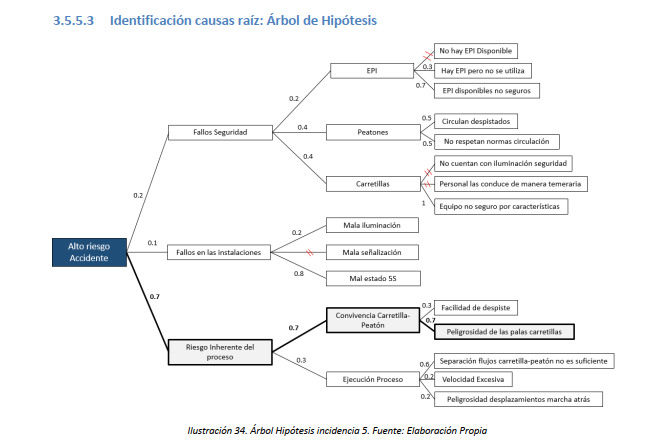 3.5.5.3 Identificación causas raíz: Árbol de Hipótesis
No hay EPI Disponible
EPI
0.3
Hay EPI pero no se utiliza
0.7
EPI disponibles no seguros
0.2
0.5
Circulan despistados
Fallos Seguridad
0.4
Peatones
0.5
No respetan normas circulación
0.4
No cuentan con iluminación seguridad
Carretillas
Personal las conduce de manera temeraria
0.2
1
Equipo no seguro por características
0.2
Mala iluminación
Alto riesgo
Accidente
0.1
Fallos en las instalaciones
Mala señalización
0.8
Mal estado 5S
0.7
0.3
Facilidad de despiste
Convivencia Carretilla-
Peatón
0.7
0.7
Peligrosidad de las palas carretillas
Riesgo Inherente del
proceso
0.3
0.6
Separación flujos carretilla-peatón no es suficiente
Ejecución Proceso
0.2
Velocidad Excesiva
0.2
Peligrosidad desplazamientos marcha atrás
Ilustración 34. Árbol Hipótesis incidencia 5. Fuente: Elaboración Propia